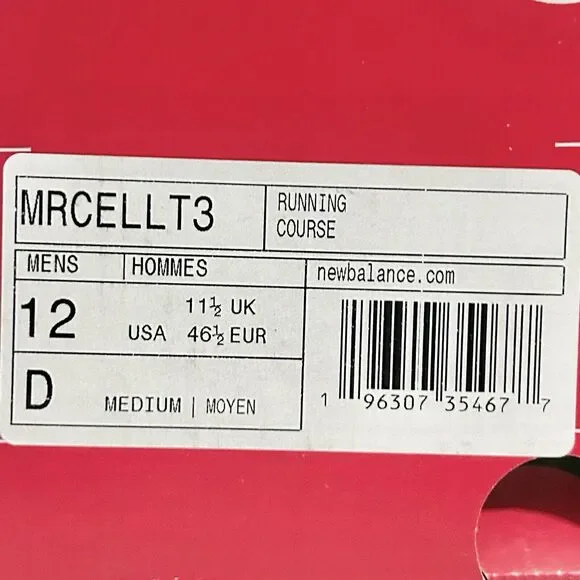 MRCELLT3
RUNNING
COURSE
MENS HOMMES
newbalance.com
12
11½ UK
USA 46½ EUR
D
MEDIUM | MOYEN
1 96307 35467 7